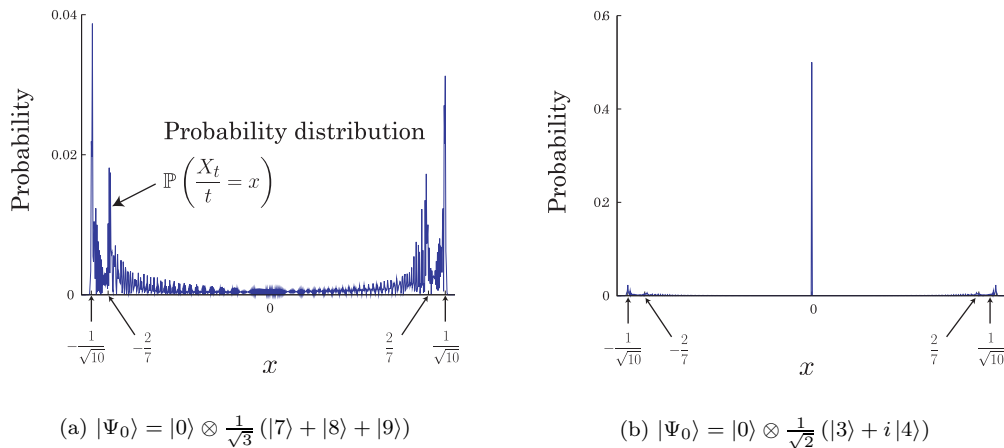 0.04
0.02
0
Probability
Probability distribution
ℙ(X_t/t = x)
0
-1/√10
-2/7
2/7
1/√10
x
(a) |Ψ₀⟩ = |0⟩ ⊗ 1/√3 (|7⟩ + |8⟩ + |9⟩)
0.6
0.4
0.2
0
Probability
0
-1/√10
-2/7
2/7
1/√10
x
(b) |Ψ₀⟩ = |0⟩ ⊗ 1/√2 (|3⟩ + i |4⟩)